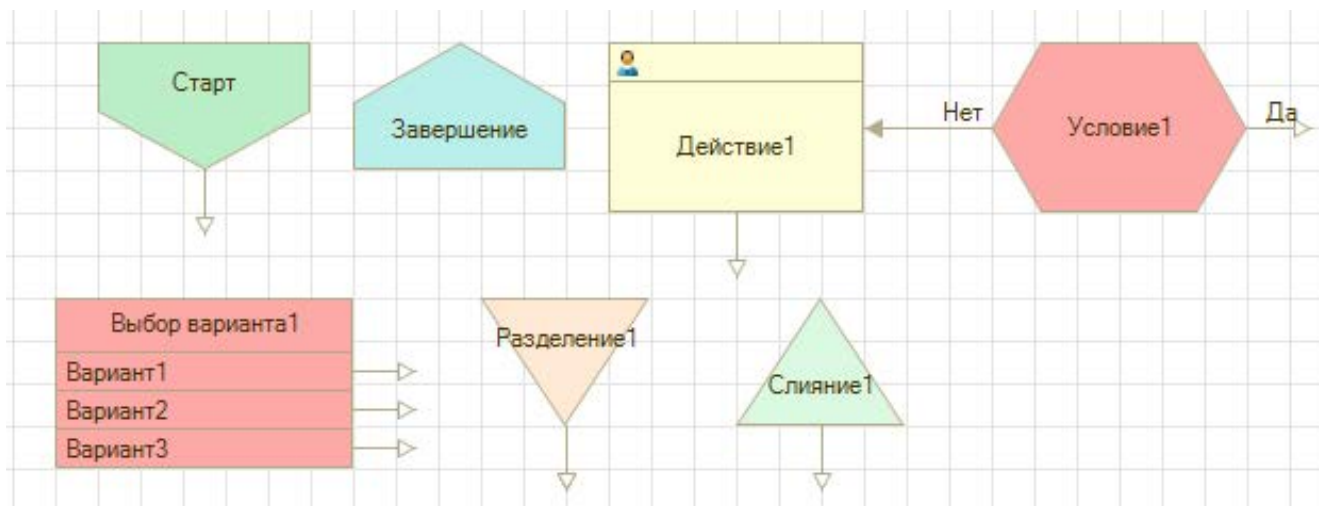 Старт
Завершение
Действие1
Нет
Условие1
Да
Выбор варианта1
Вариант1
Вариант2
Вариант3
Разделение1
Слияние1